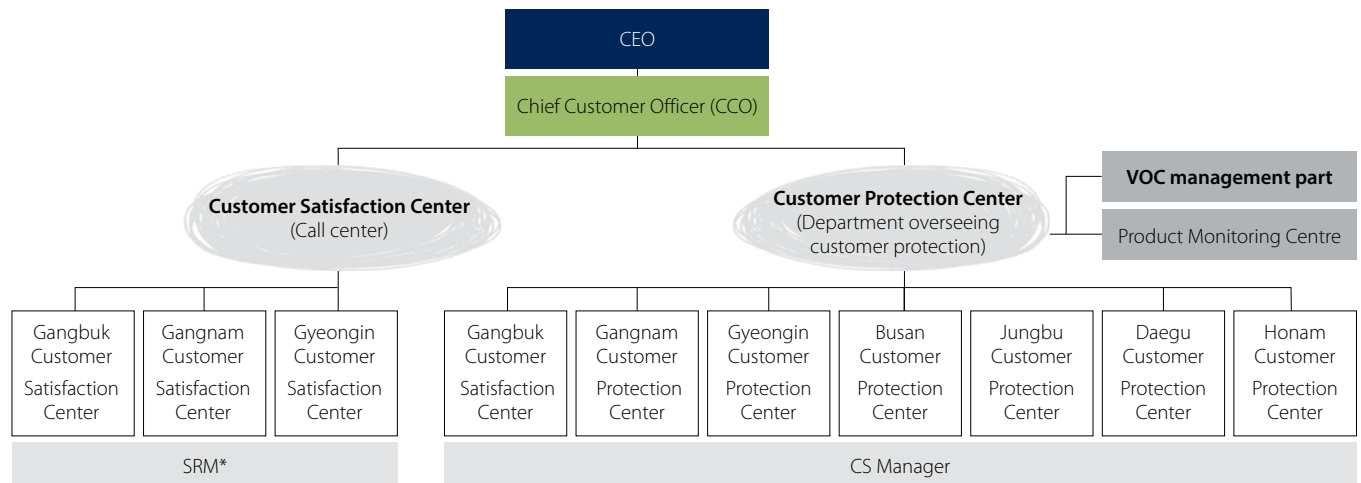 CEO
Chief Customer Officer (CCO)
Customer Satisfaction Center
(Call center)
Customer Protection Center
(Department overseeing
customer protection)
VOC management part
Product Monitoring Centre
Gangbuk
Customer
Satisfaction
Center
Gangnam
Customer
Satisfaction
Center
Gyeongin
Customer
Satisfaction
Center
Gangbuk
Customer
Satisfaction
Center
Gangnam
Customer
Protection
Center
Gyeongin
Customer
Protection
Center
Busan
Customer
Protection
Center
Jungbu
Customer
Protection
Center
Daegu
Customer
Protection
Center
Honam
Customer
Protection
Center
SRM*
CS Manager